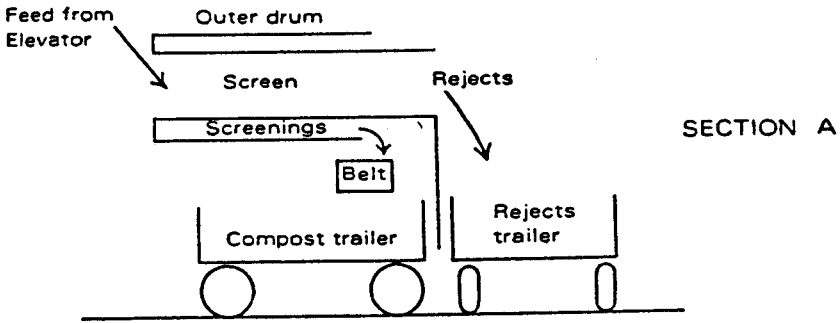 Feed from
Elevator
Outer drum
Screen
Rejects
Screenings
SECTION A
Belt
Compost trailer
Rejects
trailer